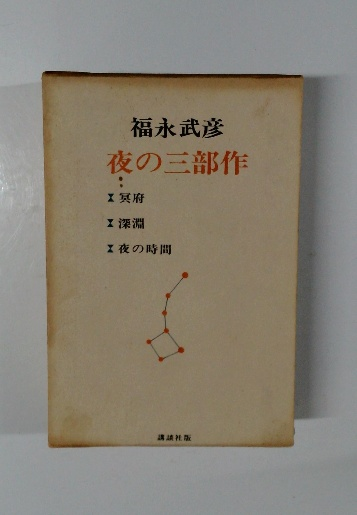 福永武彦
夜の三部作
冥府
深淵
夜の時間
講談社版